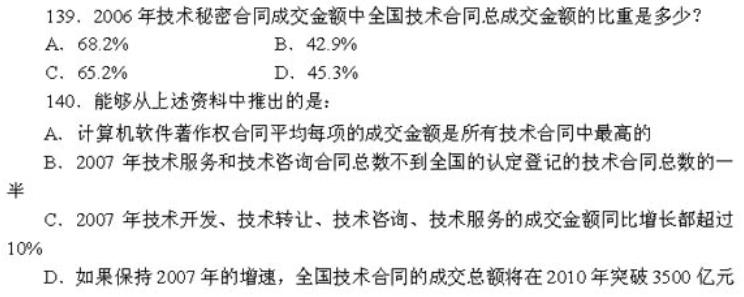 139．2006 年技术秘密合同成交金额中全国技术合同总成交金额的比重是多少？
A．68.2%　　　　　B．42.9%
C．65.2%　　　　　D．45.3%
140．能够从上述资料中推出的是：
A．计算机软件著作权合同平均每项的成交金额是所有技术合同中最高的
B．2007 年技术服务和技术咨询合同总数不到全国的认定登记的技术合同总数的一
半
C．2007 年技术开发、技术转让、技术咨询、技术服务的成交金额同比增长都超过
10%
D．如果保持 2007 年的增速，全国技术合同的成交总额将在 2010 年突破 3500 亿元